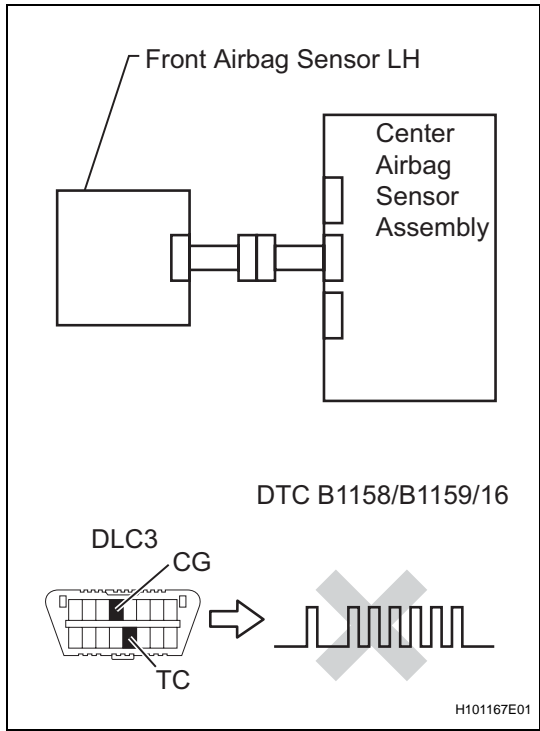 Front Airbag Sensor LH
Center
Airbag
Sensor
Assembly
DTC B1158/B1159/16
DLC3
CG
TC
H101167E01